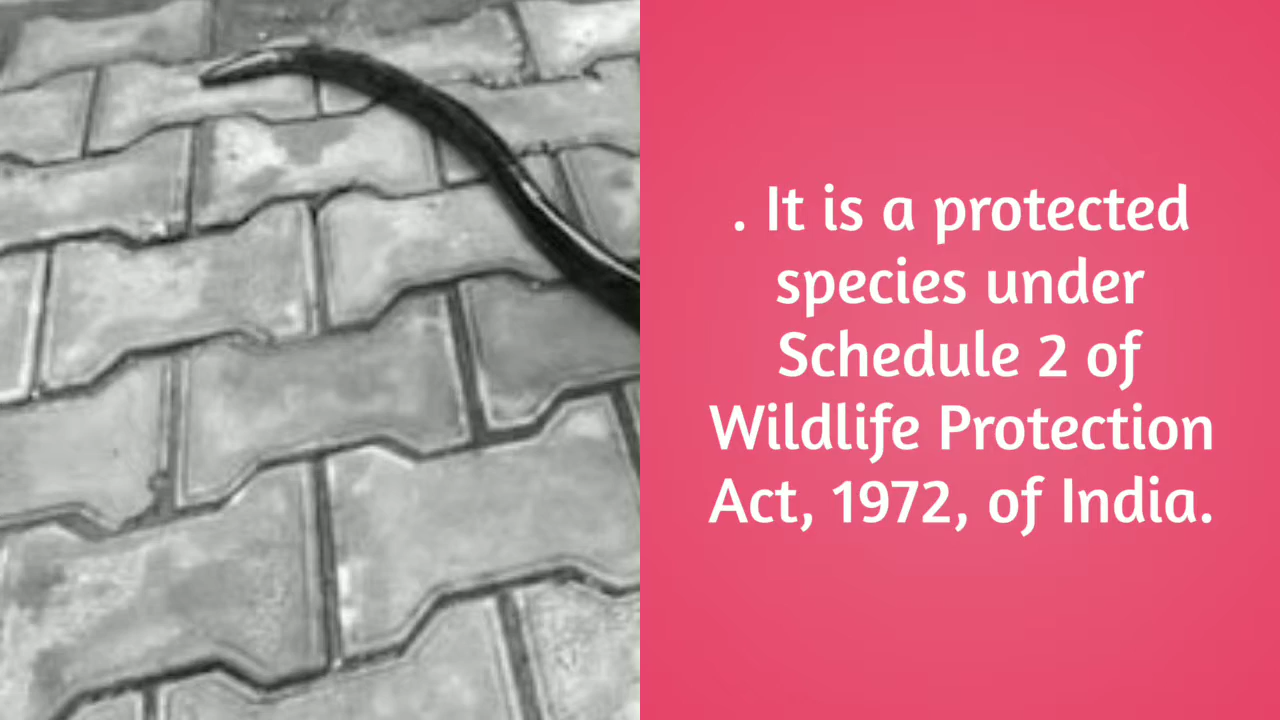 . It is a protected
species under
Schedule 2 of
Wildlife Protection
Act, 1972, of India.